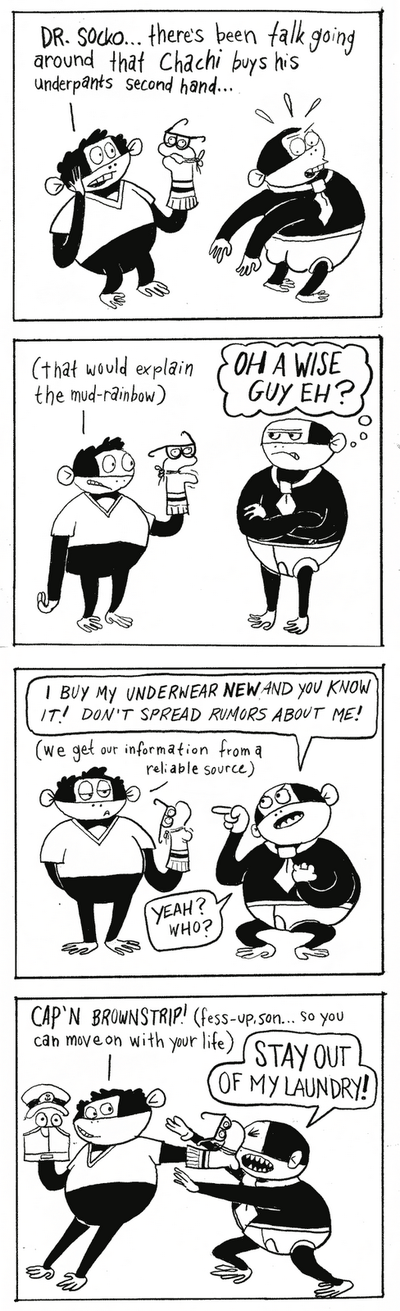 DR. SOCKO... there's been talk going
around that Chachi buys his
underpants second hand...
(that would explain
the mud-rainbow)
OH A WISE
GUY EH?
I BUY MY UNDERWEAR NEW AND YOU KNOW
IT! DON'T SPREAD RUMORS ABOUT ME!
(we get our information from a
reliable source)
YEAH?
WHO?
CAP'N BROWNSTRIP! (fess-up, son... so you
can move on with your life)
STAY OUT
OF MY LAUNDRY!